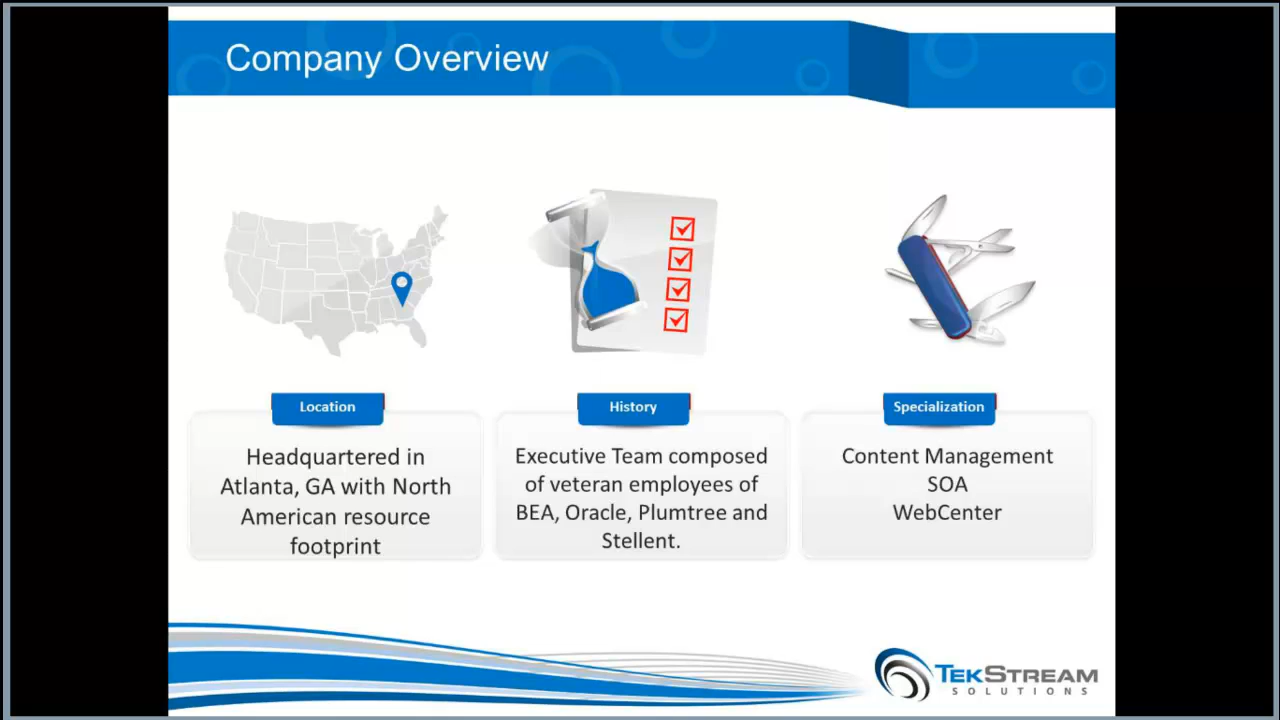 Company Overview
Location
Headquartered in
Atlanta, GA with North
American resource
footprint
History
Executive Team composed
of veteran employees of
BEA, Oracle, Plumtree and
Stellent.
Specialization
Content Management
SOA
WebCenter
TEKSTREAM
SOLUTIONS